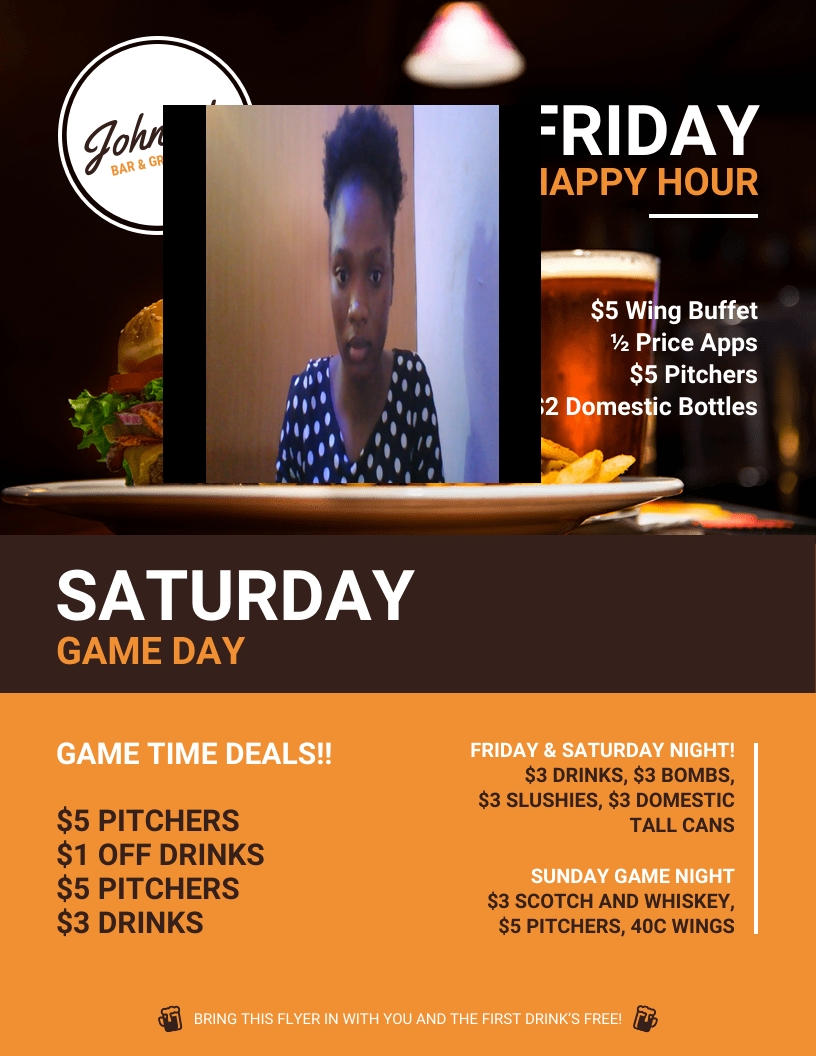 BAR &
FRIDAY
HAPPY HOUR
$5 Wing Buffet
½ Price Apps
$5 Pitchers
$2 Domestic Bottles
SATURDAY
GAME DAY
GAME TIME DEALS!!
$5 PITCHERS
$1 OFF DRINKS
$5 PITCHERS
$3 DRINKS
FRIDAY & SATURDAY NIGHT!
$3 DRINKS, $3 BOMBS,
$3 SLUSHIES, $3 DOMESTIC
TALL CANS
SUNDAY GAME NIGHT
$3 SCOTCH AND WHISKEY,
$5 PITCHERS, 40C WINGS
BRING THIS FLYER IN WITH YOU AND THE FIRST DRINK'S FREE!